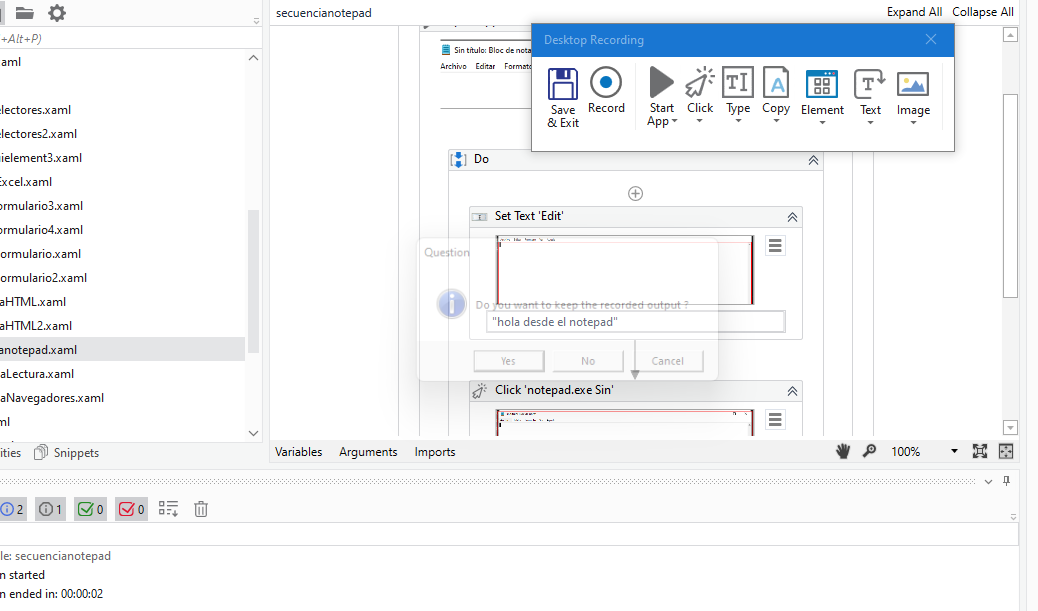 secuencianotepad
Expand All
Collapse All
+Alt+P)
aml
electores.xaml
electores2.xaml
uielement3.xaml
Excel.xaml
ormulario3.xaml
ormulario4.xaml
ormulario.xaml
ormulario2.xaml
aHTML.xaml
aHTML2.xaml
anotepad.xaml
aLectura.xaml
aNavegadores.xaml
ml
ities
Snippets
Desktop Recording
Save & Exit
Record
Start App
Click
Type
Copy
Element
Text
Image
Sin título: Bloc de nota
Archivo Editar Formato
Do
Set Text 'Edit'
Question
Do you want to keep the recorded output ?
"hola desde el notepad"
Yes
No
Cancel
Click 'notepad.exe Sin'
Variables
Arguments
Imports
100%
2
1
0
0
le: secuencianotepad
n started
n ended in: 00:00:02